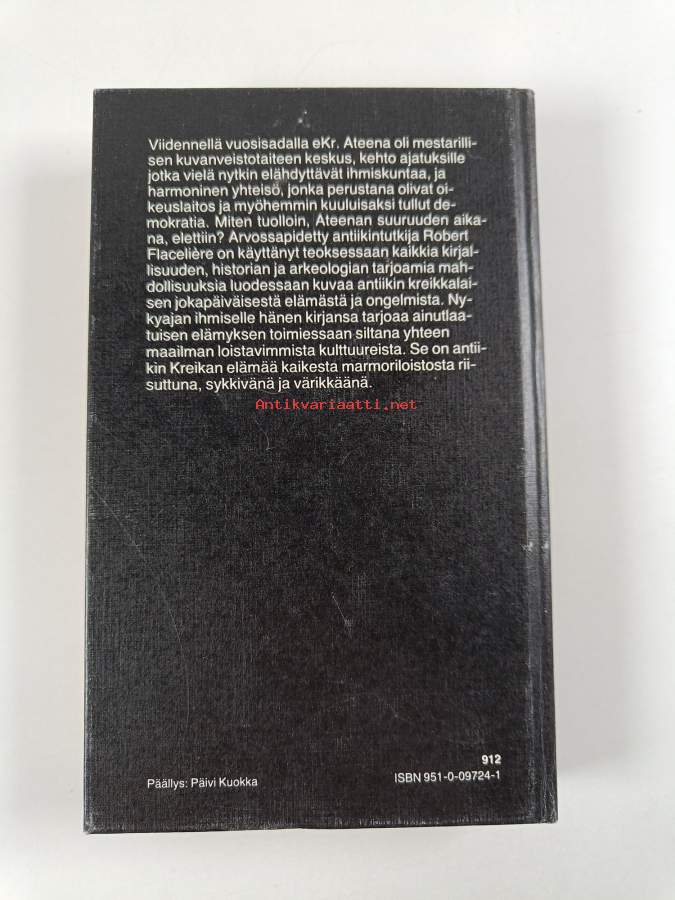 Viidennellä vuosisadalla eKr. Ateena oli mestarilli-
sen kuvanveistotaiteen keskus, kehto ajatuksille
jotka vielä nytkin elähdyttävät ihmiskuntaa, ja
harmoninen yhteisö, jonka perustana olivat oi-
keuslaitos ja myöhemmin kuuluisaksi tullut de-
mokratia. Miten tuolloin, Ateenan suuruuden aika-
na, elettiin? Arvossapidetty antiikintutkija Robert
Flacelière on käyttänyt teoksessaan kaikkia kirjal-
lisuuden, historian ja arkeologian tarjoamia mah-
dollisuuksia luodessaan kuvaa antiikin kreikkalai-
sen jokapäiväisestä elämästä ja ongelmista. Ny-
kyajan ihmiselle hänen kirjansa tarjoaa ainutlaa-
tuisen elämyksen toimiessaan siltana yhteen
maailman loistavimmista kulttuureista. Se on antii-
kin Kreikan elämää kaikesta marmoriloistosta rii-
suttuna, sykkivänä ja värikkäänä.
Antikvariaatti.net
912
Päällys: Päivi Kuokka
ISBN 951-0-09724-1